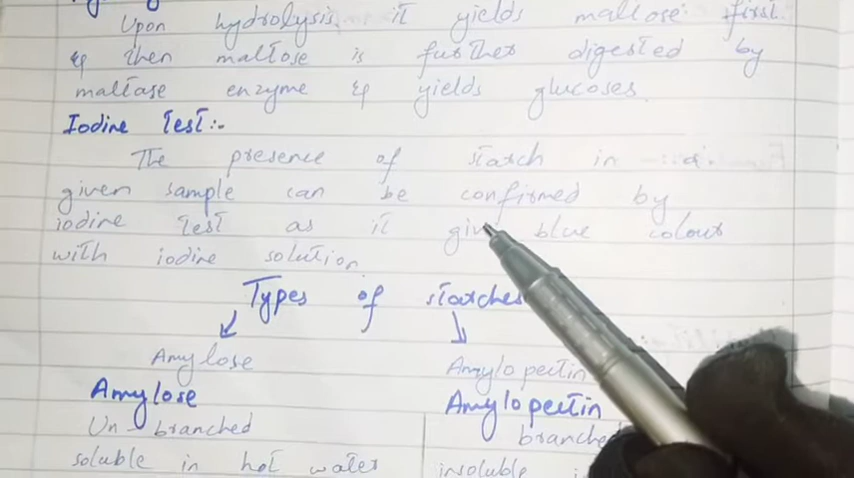 Upon hydrolysis it yields maltose first
& then maltose is further digested by
maltase enzyme & yields glucoses.
Iodine Test:-
The presence of starch in a
given sample can be confirmed by
iodine test as it blue colour
with iodine solution.
Types of starches
Amylose Amylopectin
Amylose Amylopectin
Un-branched branched
soluble in hot water insoluble